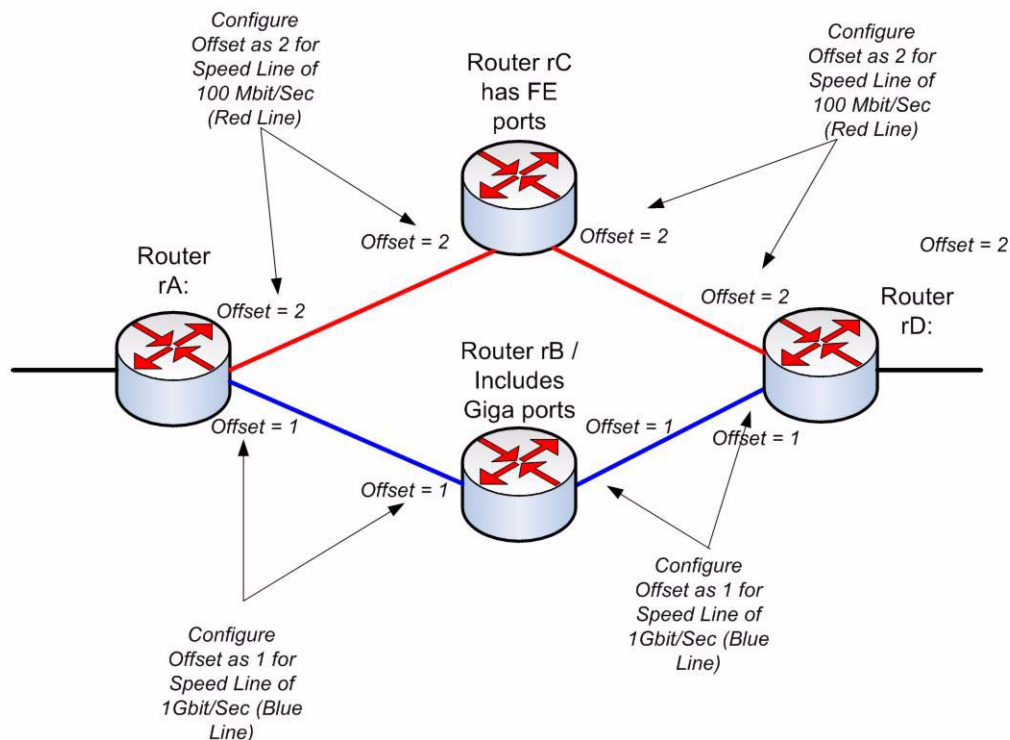 Configure
Offset as 2 for
Speed Line of
100 Mbit/Sec
(Red Line)
Router rC
has FE
ports
Configure
Offset as 2 for
Speed Line of
100 Mbit/Sec
(Red Line)
Offset = 2
Offset = 2
Offset = 2
Router
rA:
Offset = 2
Offset = 2
Router
rD:
Router rB /
Includes
Giga ports
Offset = 1
Offset = 1
Offset = 1
Offset = 1
Configure
Offset as 1 for
Speed Line of
1Gbit/Sec (Blue
Line)
Configure
Offset as 1 for
Speed Line of
1Gbit/Sec (Blue
Line)